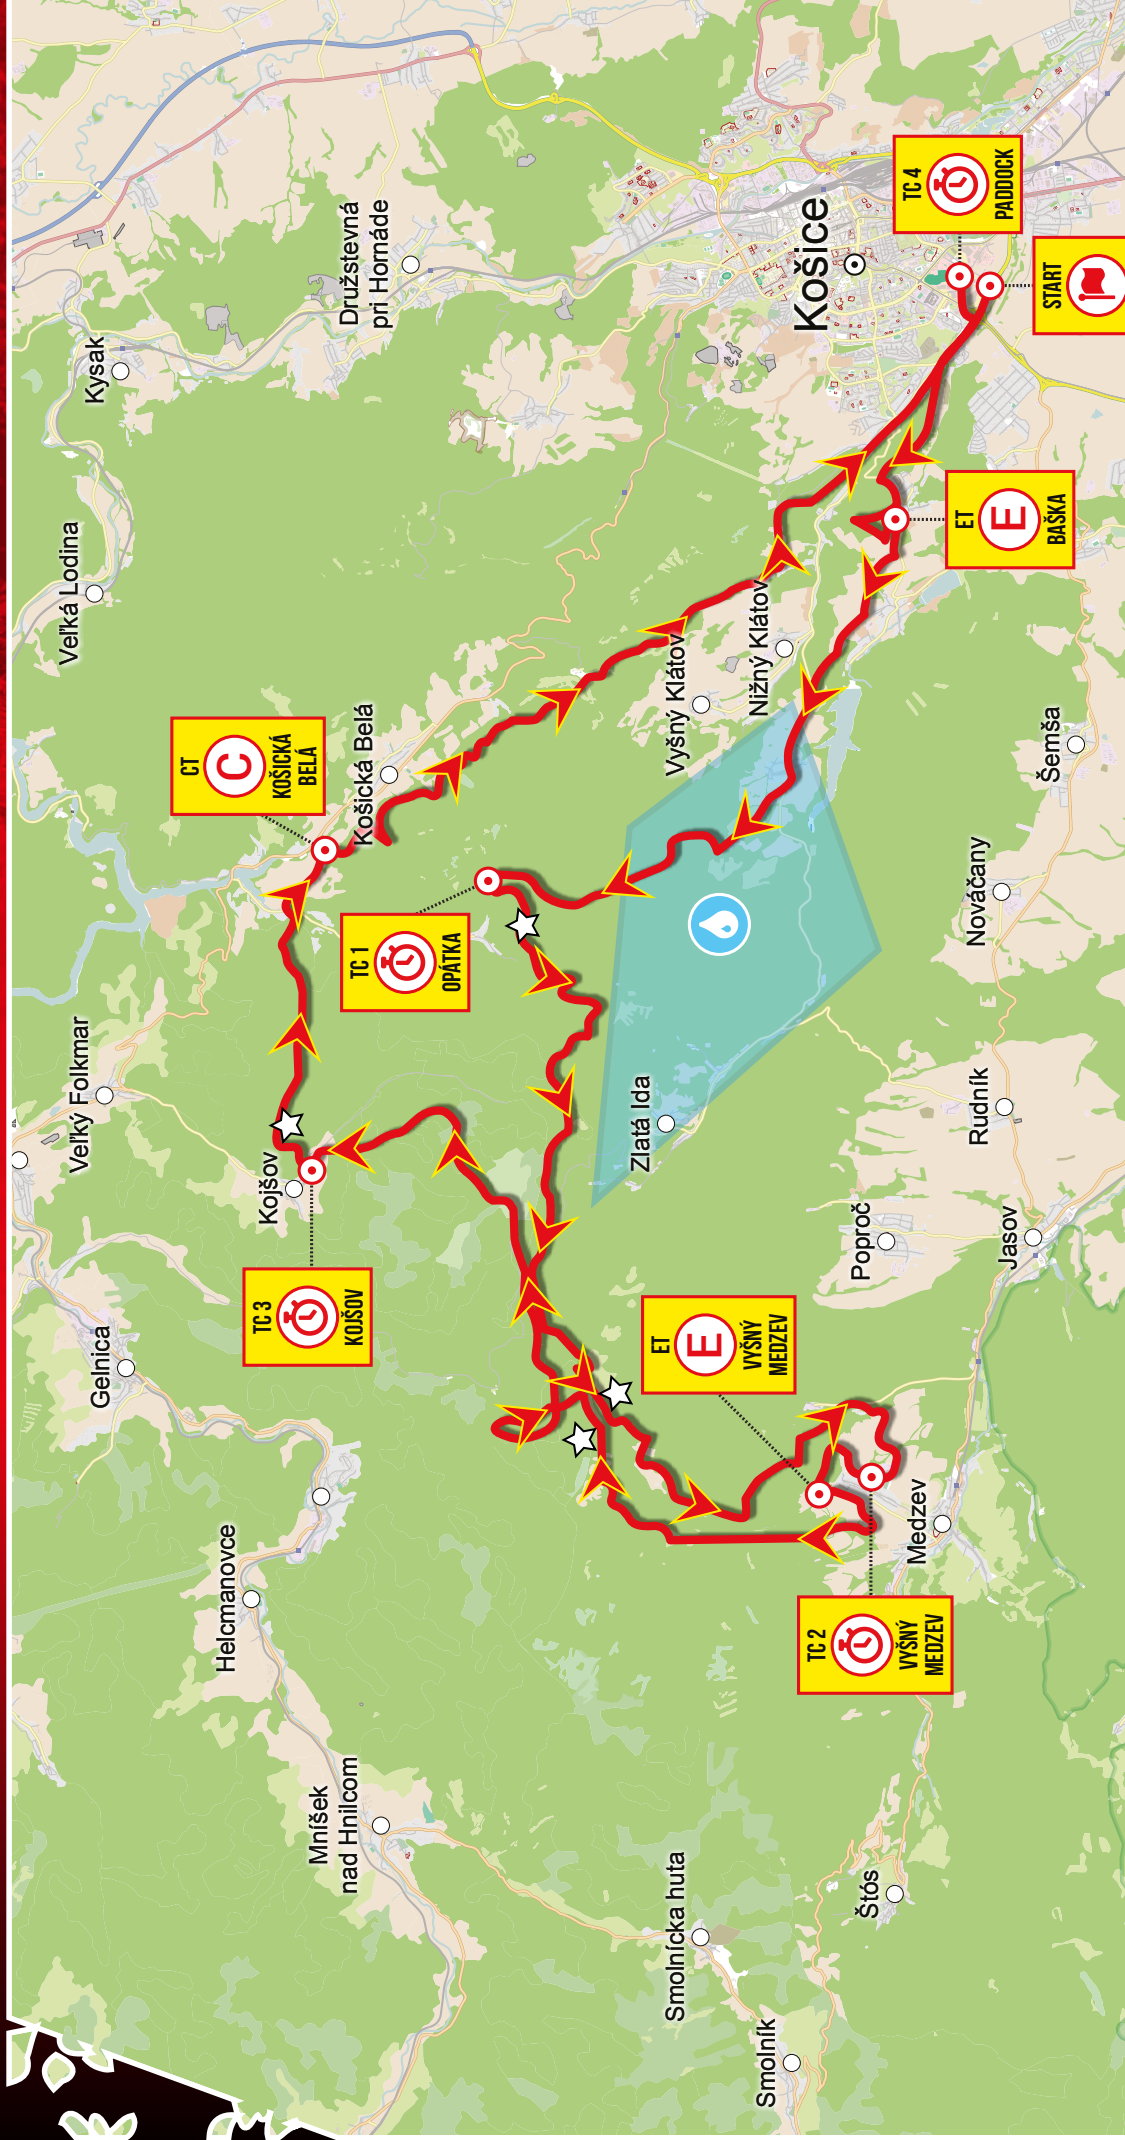 Veľká Lodina
Veľký Folkmar
Kysak
Gelnica
CT
C
KOŠICKÁ
BELÁ
Helcmanovce
TC 3
KOJŠOV
Kojšov
Mníšek
nad Hnilcom
Družstevná
pri Hornáde
TC 1
OPÁTKA
Košická Belá
Zlatá Ida
ET
E
VYŠNÝ
MEDZEV
Smolnícka huta
Vyšný Klátov
Nižný Klátov
Smolník
Košice
TC 2
VYŠNÝ
MEDZEV
Štós
Poproč
Medzev
TC 4
PADDOCK
ET
E
BAŠKA
Nováčany
Rudník
Jasov
Šemša
START